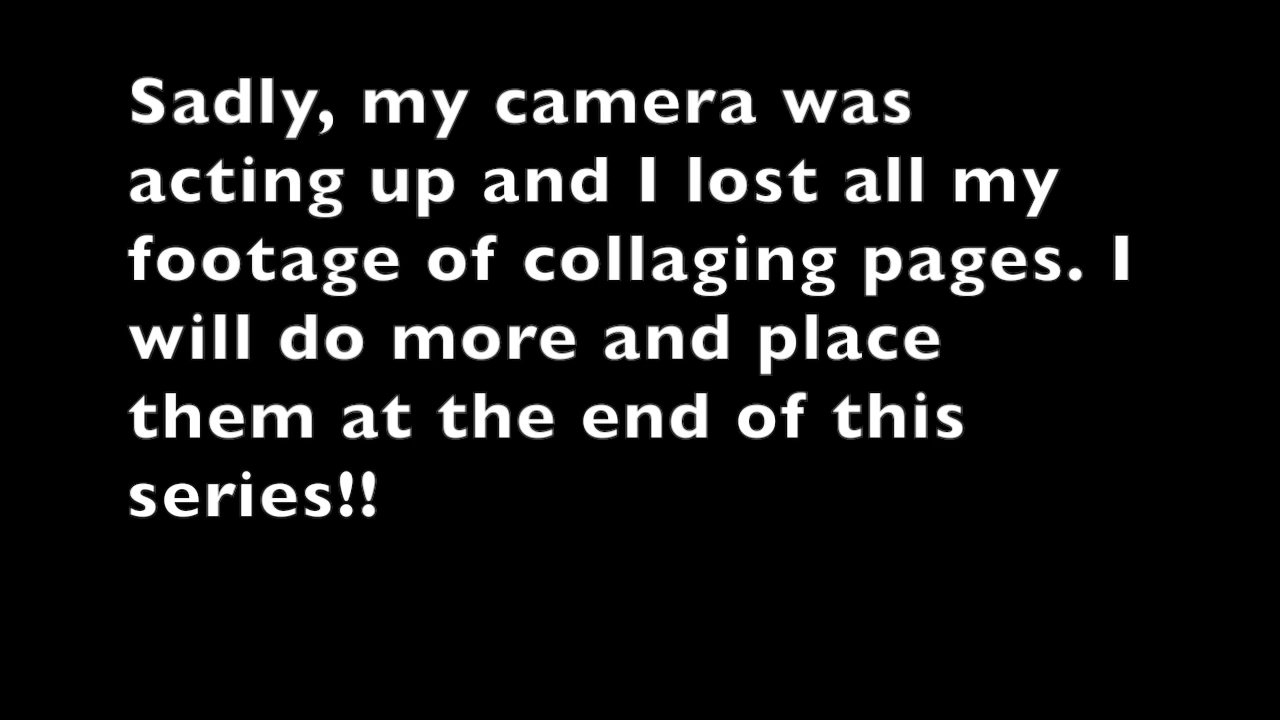 Sadly, my camera was
acting up and I lost all my
footage of collaging pages. I
will do more and place
them at the end of this
series!!